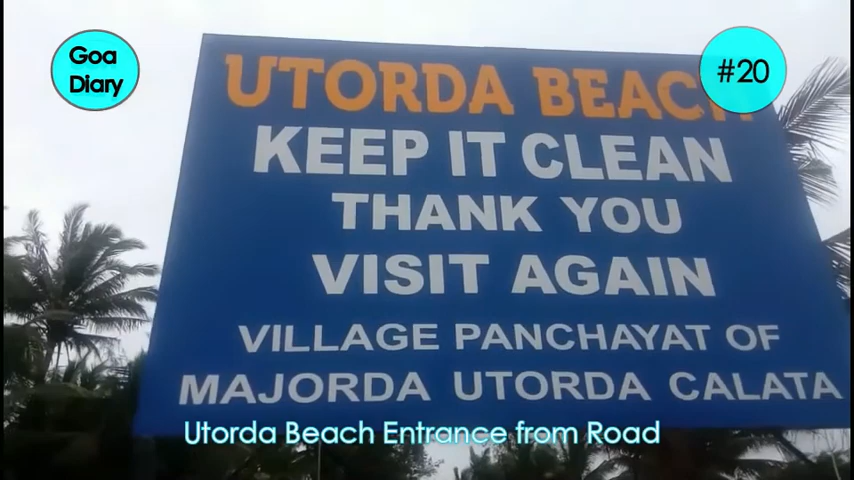 Goa
Diary
#20
UTORDA BEACH
KEEP IT CLEAN
THANK YOU
VISIT AGAIN
VILLAGE PANCHAYAT OF
MAJORDA UTORDA CALATA
Utorda Beach Entrance from Road